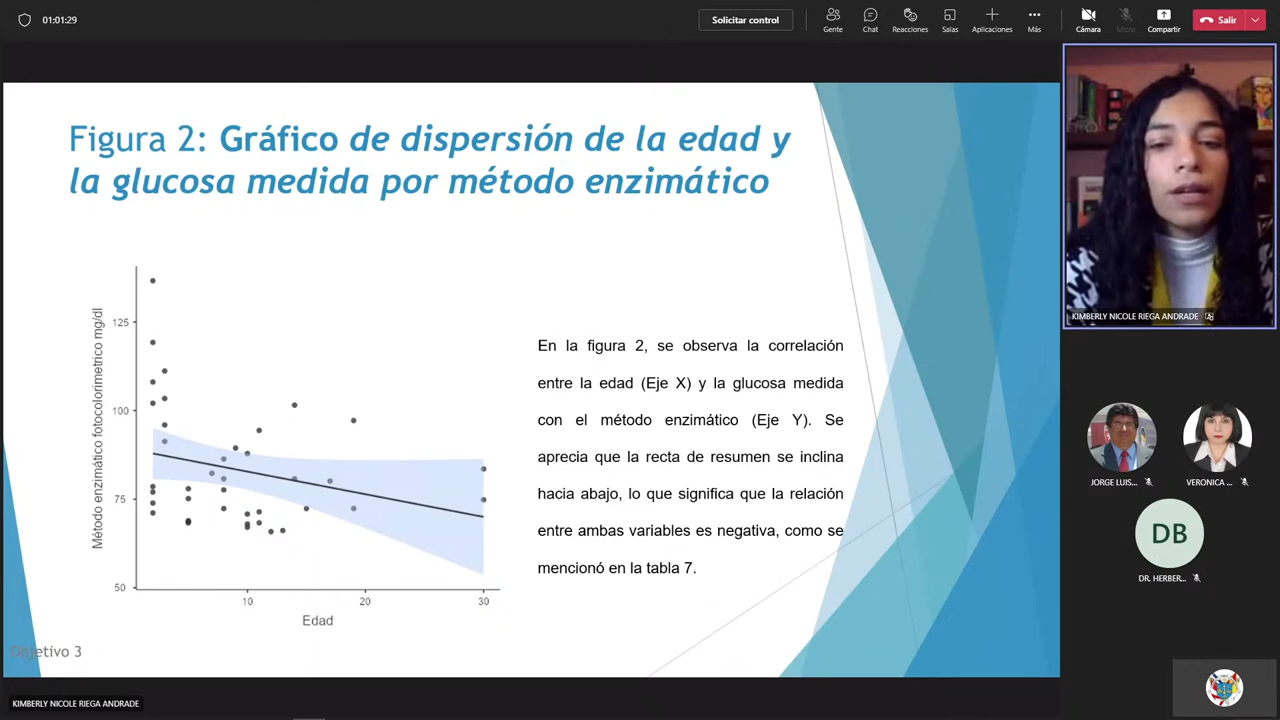 01:01:29
Solicitar control
Gente
Chat
Reacciones
Salas
Aplicaciones
Más
Cámara
Micro
Compartir
Salir
Figura 2: Gráfico de dispersión de la edad y
la glucosa medida por método enzimático
Método enzimático fotocolorimetrico mg/dl
125
100
75
50
10
20
30
Edad
En la figura 2, se observa la correlación
entre la edad (Eje X) y la glucosa medida
con el método enzimático (Eje Y). Se
aprecia que la recta de resumen se inclina
hacia abajo, lo que significa que la relación
entre ambas variables es negativa, como se
mencionó en la tabla 7.
Objetivo 3
KIMBERLY NICOLE RIEGA ANDRADE
KIMBERLY NICOLE RIEGA ANDRADE
JORGE LUIS...
VERONICA ...
DB
DR. HERBER...